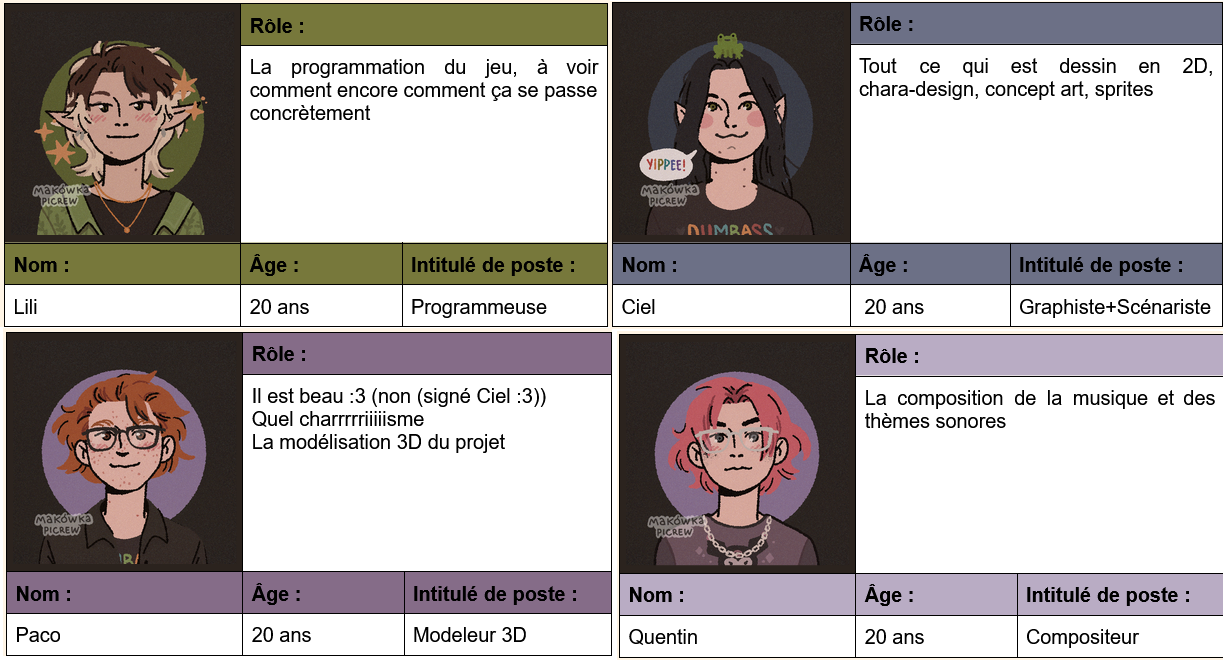 Rôle :
La programmation du jeu, à voir
comment encore comment ça se passe
concrètement
MAKÓWKA
PICREW
Nom :
Âge :
Intitulé de poste :
Lili
20 ans
Programmeuse
Rôle :
Tout ce qui est dessin en 2D,
chara-design, concept art, sprites
YIPPEE!
MAKÓWKA
PICREW
DUMBASS
Nom :
Âge :
Intitulé de poste :
Ciel
20 ans
Graphiste+Scénariste
Rôle :
Il est beau :3 (non (signé Ciel :3))
Quel charrrrriiiiisme
La modélisation 3D du projet
MAKÓWKA
PICREW
Nom :
Âge :
Intitulé de poste :
Paco
20 ans
Modeleur 3D
Rôle :
La composition de la musique et des
thèmes sonores
MAKÓWKA
PICREW
Nom :
Âge :
Intitulé de poste :
Quentin
20 ans
Compositeur